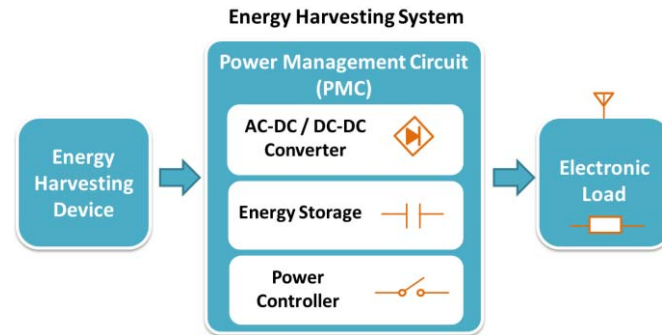 Energy Harvesting System
Power Management Circuit
(PMC)
AC-DC / DC-DC
Converter
Energy
Harvesting
Device
Energy Storage
Power
Controller
Electronic
Load